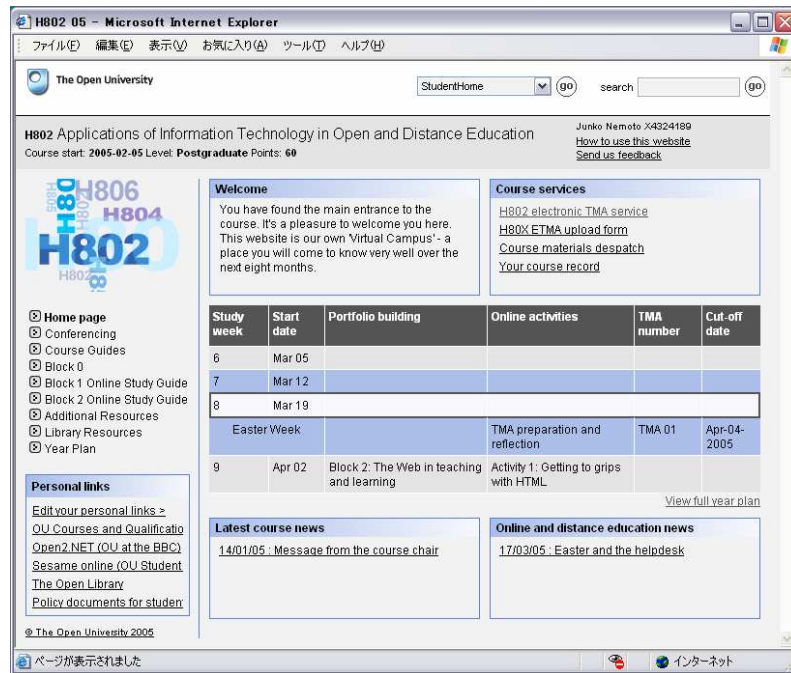 H802 05 - Microsoft Internet Explorer
ファイル(F) 編集(E) 表示(V) お気に入り(A) ツール(T) ヘルプ(H)
The Open University
StudentHome go search go
H802 Applications of Information Technology in Open and Distance Education
Course start: 2005-02-05 Level: Postgraduate Points: 60
Junko Nemoto X4324189
How to use this website
Send us feedback
H806
H804
H802
H802
Home page
Conferencing
Course Guides
Block 0
Block 1 Online Study Guide
Block 2 Online Study Guide
Additional Resources
Library Resources
Year Plan
Personal links
Edit your personal links >
OU Courses and Qualificatio
Open2.NET (OU at the BBC)
Sesame online (OU Student
The Open Library
Policy documents for studen
© The Open University 2005
Welcome
You have found the main entrance to the
course. It's a pleasure to welcome you here.
This website is our own 'Virtual Campus' - a
place you will come to know very well over the
next eight months.
Course services
H802 electronic TMA service
H80X ETMA upload form
Course materials despatch
Your course record
Study week Start date Portfolio building Online activities TMA number Cut-off date
6 Mar 05
7 Mar 12
8 Mar 19
Easter Week TMA preparation and reflection TMA 01 Apr-04-2005
9 Apr 02 Block 2: The Web in teaching and learning Activity 1: Getting to grips with HTML
View full year plan
Latest course news
14/01/05 : Message from the course chair
Online and distance education news
17/03/05 : Easter and the helpdesk
ページが表示されました インターネット